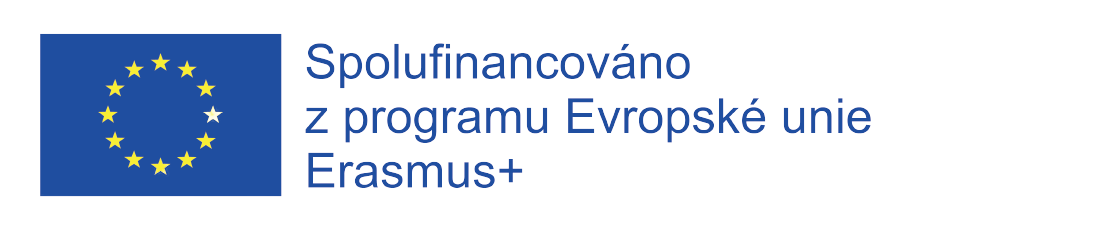 Spolufinancováno
z programu Evropské unie
Erasmus+